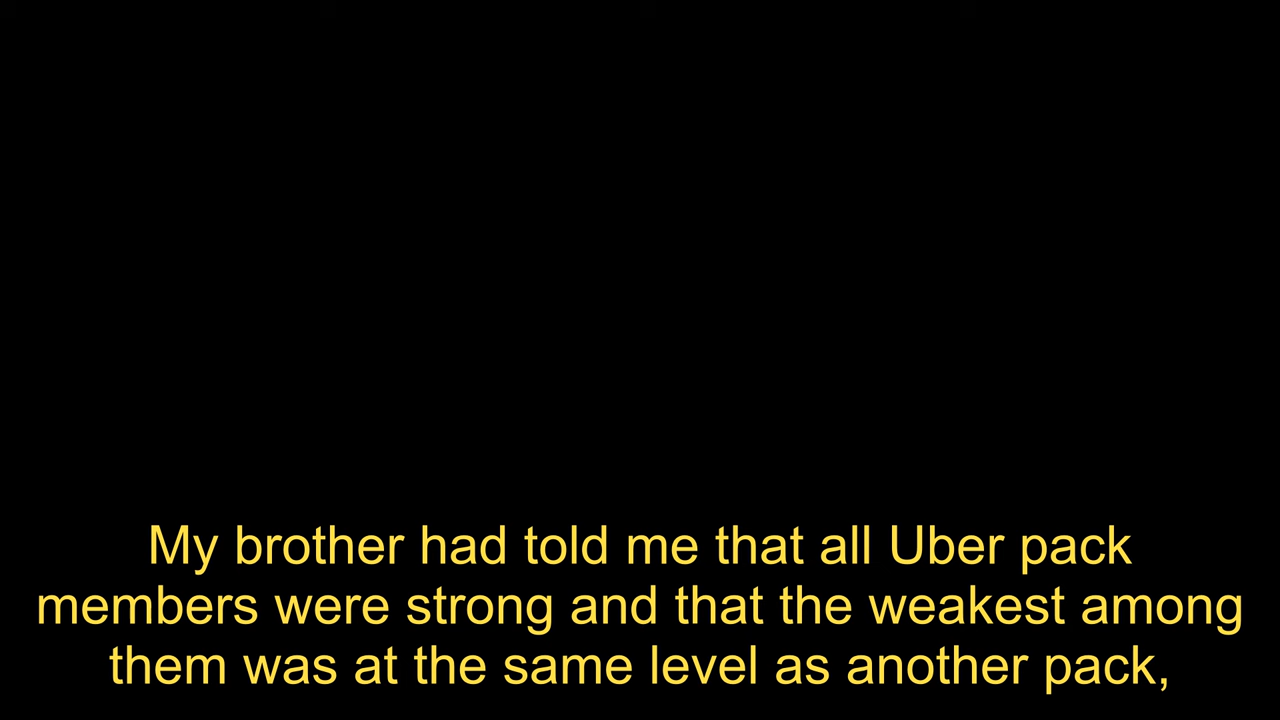 My brother had told me that all Uber pack
members were strong and that the weakest among
them was at the same level as another pack,